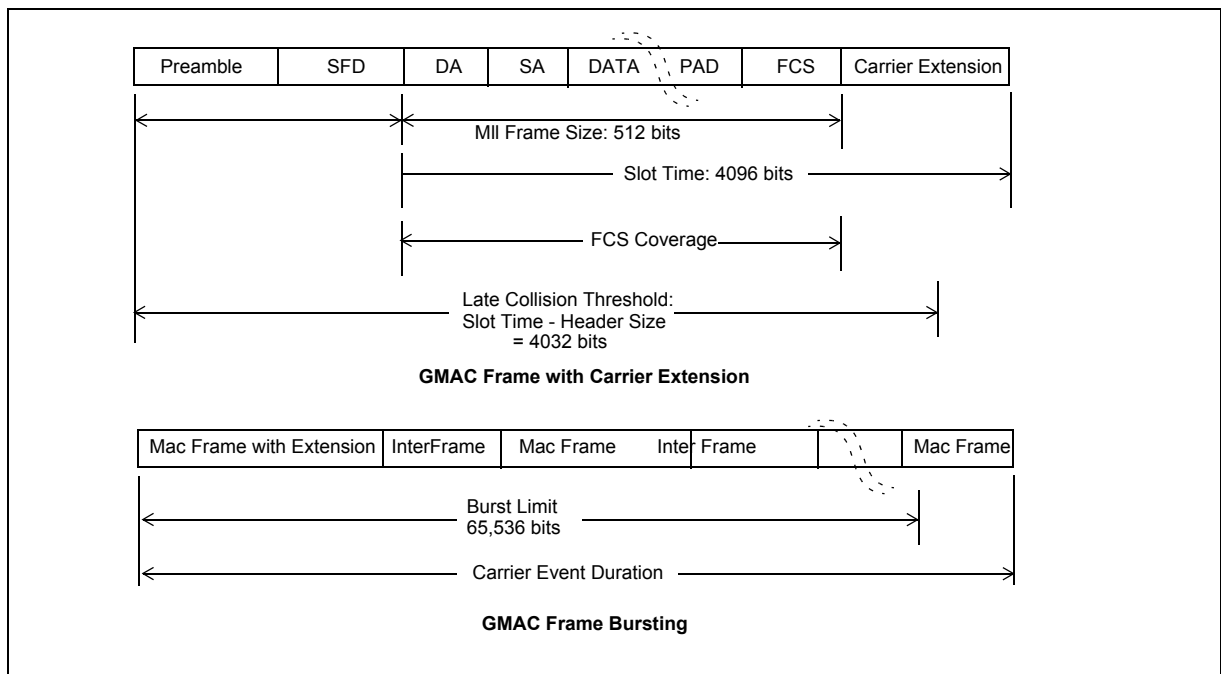 Preamble SFD DA SA DATA PAD FCS Carrier Extension
MII Frame Size: 512 bits
Slot Time: 4096 bits
FCS Coverage
Late Collision Threshold:
Slot Time - Header Size
= 4032 bits
GMAC Frame with Carrier Extension
Mac Frame with Extension InterFrame Mac Frame Inter Frame Mac Frame
Burst Limit
65,536 bits
Carrier Event Duration
GMAC Frame Bursting